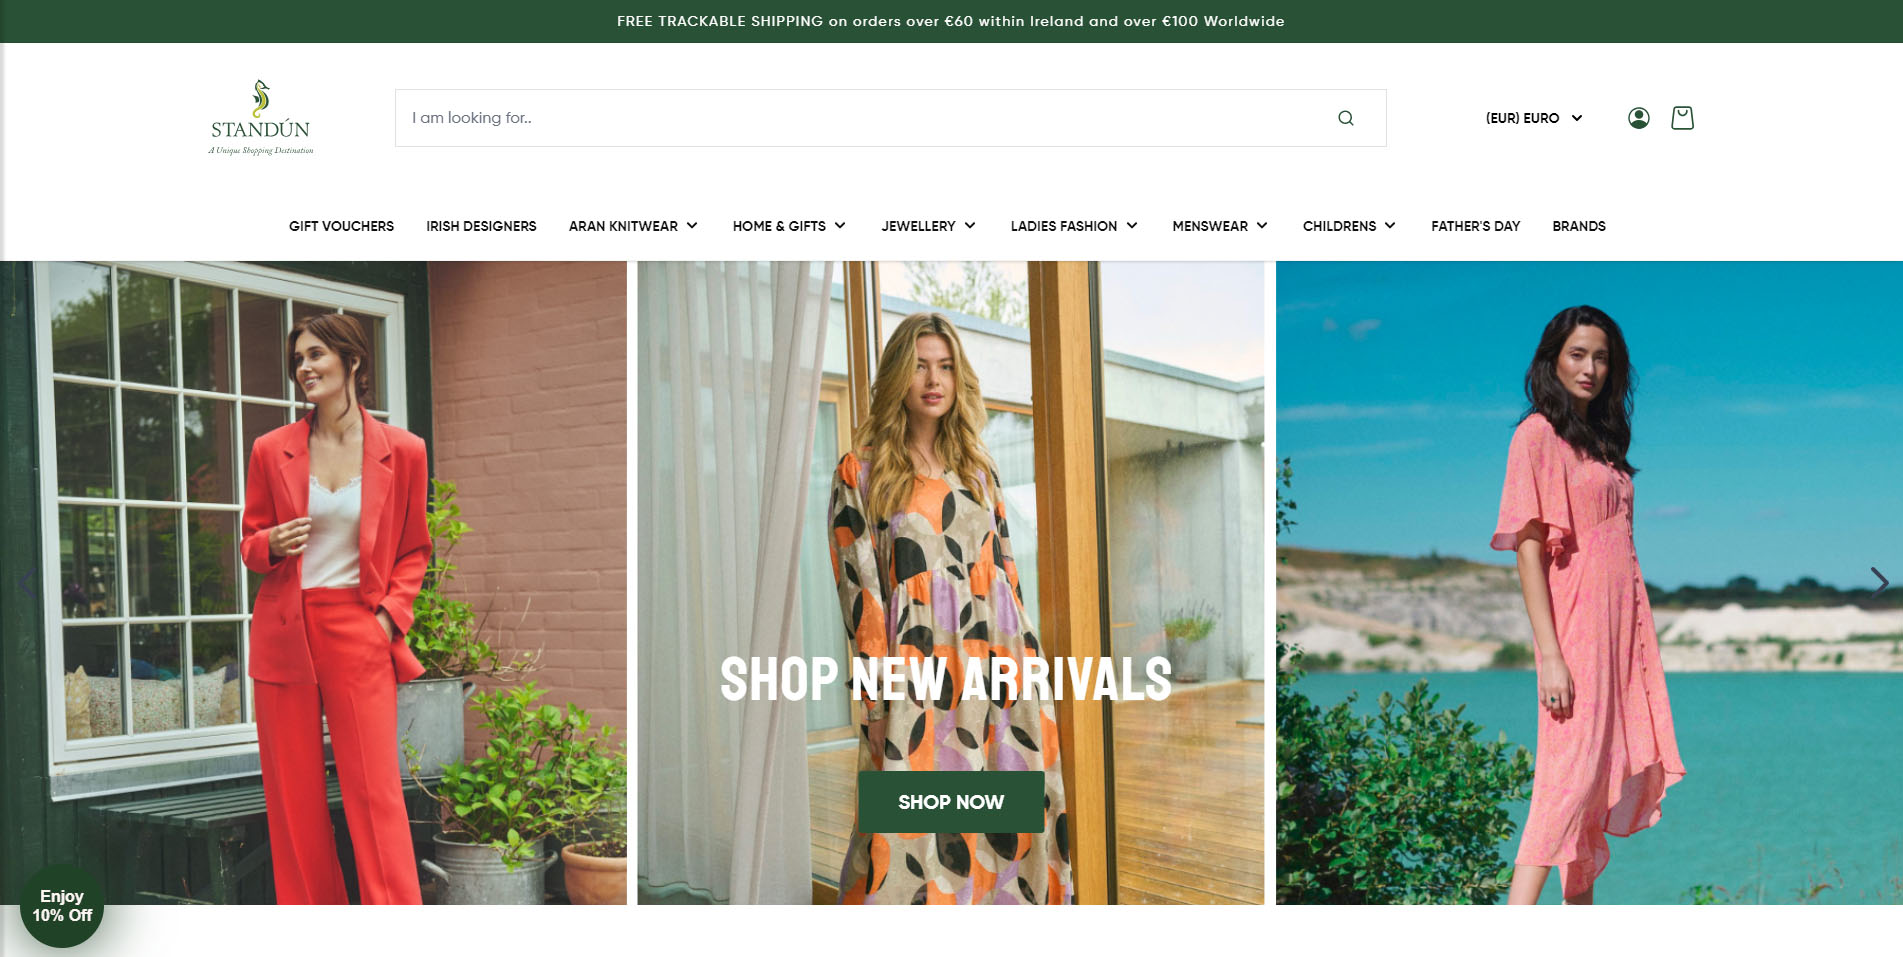 FREE TRACKABLE SHIPPING on orders over €60 within Ireland and over €100 Worldwide
STANDÚN
A Unique Shopping Destination
I am looking for..
(EUR) EURO
GIFT VOUCHERS IRISH DESIGNERS ARAN KNITWEAR HOME & GIFTS JEWELLERY LADIES FASHION MENSWEAR CHILDRENS FATHER'S DAY BRANDS
SHOP NEW ARRIVALS
SHOP NOW
Enjoy
10% Off